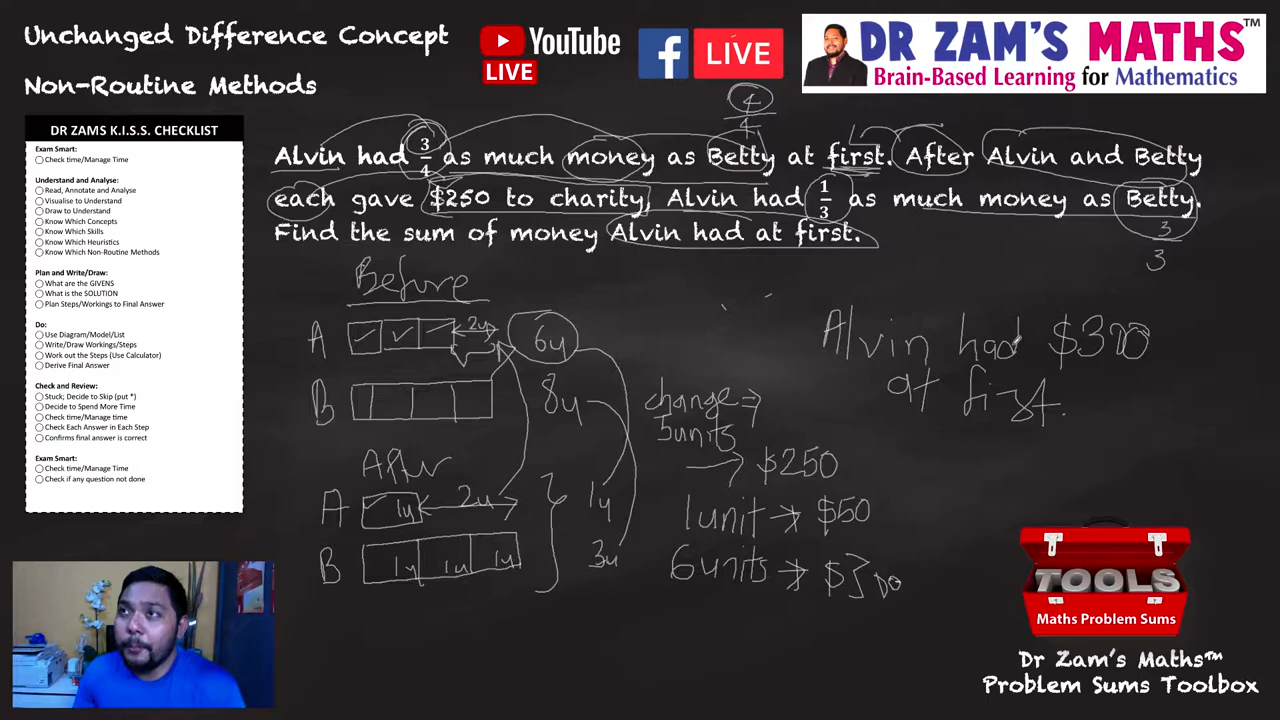 Unchanged Difference Concept
Non-Routine Methods
YouTube
LIVE
LIVE
DR ZAM'S MATHS™
Brain-Based Learning for Mathematics
DR ZAMS K.I.S.S. CHECKLIST
Exam Smart:
Check time/Manage Time
Understand and Analyse:
Read, Annotate and Analyse
Visualise to Understand
Draw to Understand
Know Which Concepts
Know Which Skills
Know Which Heuristics
Know Which Non-Routine Methods
Plan and Write/Draw:
What are the GIVENS
What is the SOLUTION
Plan Steps/Workings to Final Answer
Do:
Use Diagram/Model/List
Write/Draw Workings/Steps
Work out the Steps (Use Calculator)
Derive Final Answer
Check and Review:
Stuck; Decide to Skip (put *)
Decide to Spend More Time
Check time/Manage time
Check Each Answer in Each Step
Confirms final answer is correct
Exam Smart:
Check time/Manage Time
Check if any question not done
4/4
Alvin had 3/4 as much money as Betty at first. After Alvin and Betty
each gave $250 to charity, Alvin had 1/3 as much money as Betty.
Find the sum of money Alvin had at first.
3/3
Before
A 2u 6u
B 8u
After
A 1u 2u 1u
B 1u 1u 1u 3u
change →
5units
→ $250
1unit → $50
6units → $300
Alvin had $300
at first.
TOOLS
Maths Problem Sums
Dr Zam's Maths™
Problem Sums Toolbox